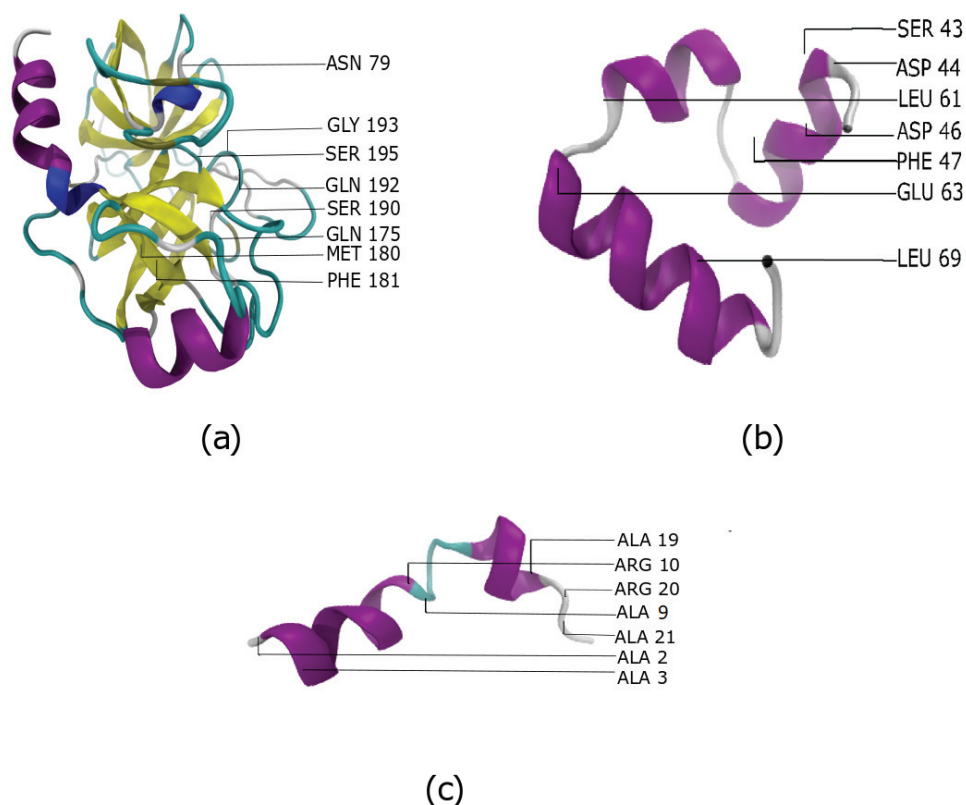 ASN 79
GLY 193
SER 195
GLN 192
SER 190
GLN 175
MET 180
PHE 181
(a)
SER 43
ASP 44
LEU 61
ASP 46
PHE 47
GLU 63
LEU 69
(b)
ALA 19
ARG 10
ARG 20
ALA 9
ALA 21
ALA 2
ALA 3
(c)